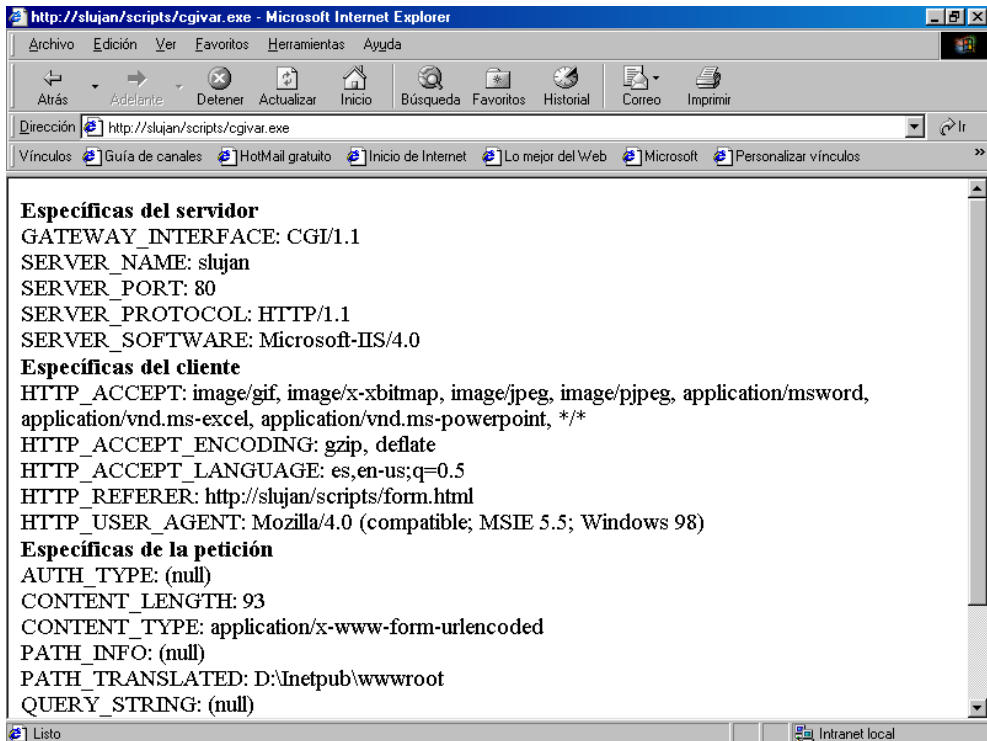 http://slujan/scripts/cgivar.exe - Microsoft Internet Explorer
Archivo Edición Ver Favoritos Herramientas Ayuda
Atrás Adelante Detener Actualizar Inicio Búsqueda Favoritos Historial Correo Imprimir
Dirección http://slujan/scripts/cgivar.exe Ir
Vínculos Guía de canales HotMail gratuito Inicio de Internet Lo mejor del Web Microsoft Personalizar vínculos »
Específicas del servidor
GATEWAY_INTERFACE: CGI/1.1
SERVER_NAME: slujan
SERVER_PORT: 80
SERVER_PROTOCOL: HTTP/1.1
SERVER_SOFTWARE: Microsoft-IIS/4.0
Específicas del cliente
HTTP_ACCEPT: image/gif, image/x-xbitmap, image/jpeg, image/pjpeg, application/msword,
application/vnd.ms-excel, application/vnd.ms-powerpoint, */*
HTTP_ACCEPT_ENCODING: gzip, deflate
HTTP_ACCEPT_LANGUAGE: es,en-us;q=0.5
HTTP_REFERER: http://slujan/scripts/form.html
HTTP_USER_AGENT: Mozilla/4.0 (compatible; MSIE 5.5; Windows 98)
Específicas de la petición
AUTH_TYPE: (null)
CONTENT_LENGTH: 93
CONTENT_TYPE: application/x-www-form-urlencoded
PATH_INFO: (null)
PATH_TRANSLATED: D:\Inetpub\wwwroot
QUERY_STRING: (null)
Listo Intranet local